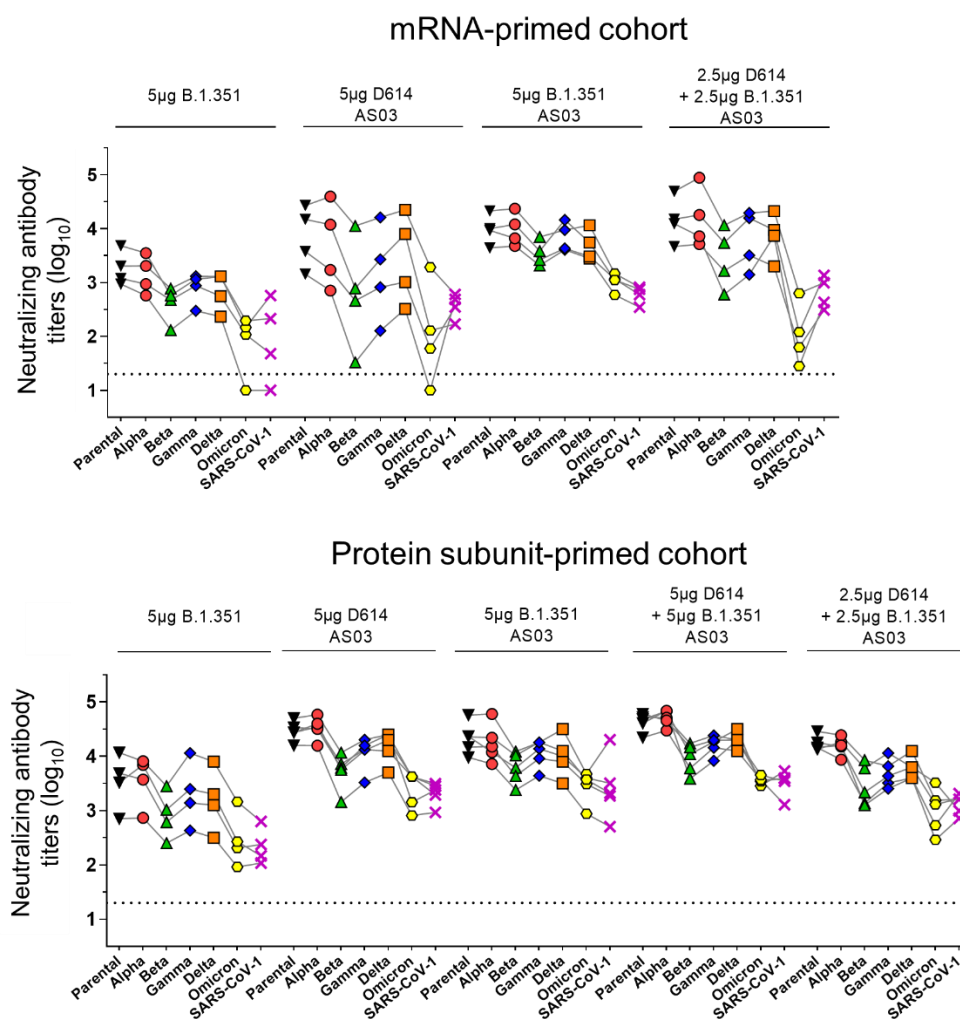 mRNA-primed cohort
5µg B.1.351
5µg D614
AS03
5µg B.1.351
AS03
2.5µg D614
+ 2.5µg B.1.351
AS03
Neutralizing antibody
titers (log10)
5
4
3
2
1
Parental
Alpha
Beta
Gamma
Delta
Omicron
SARS-CoV-1
Parental
Alpha
Beta
Gamma
Delta
Omicron
SARS-CoV-1
Parental
Alpha
Beta
Gamma
Delta
Omicron
SARS-CoV-1
Parental
Alpha
Beta
Gamma
Delta
Omicron
SARS-CoV-1
Protein subunit-primed cohort
5µg B.1.351
5µg D614
AS03
5µg B.1.351
AS03
5µg D614
+ 5µg B.1.351
AS03
2.5µg D614
+ 2.5µg B.1.351
AS03
Neutralizing antibody
titers (log10)
5
4
3
2
1
Parental
Alpha
Beta
Gamma
Delta
Omicron
SARS-CoV-1
Parental
Alpha
Beta
Gamma
Delta
Omicron
SARS-CoV-1
Parental
Alpha
Beta
Gamma
Delta
Omicron
SARS-CoV-1
Parental
Alpha
Beta
Gamma
Delta
Omicron
SARS-CoV-1
Parental
Alpha
Beta
Gamma
Delta
Omicron
SARS-CoV-1